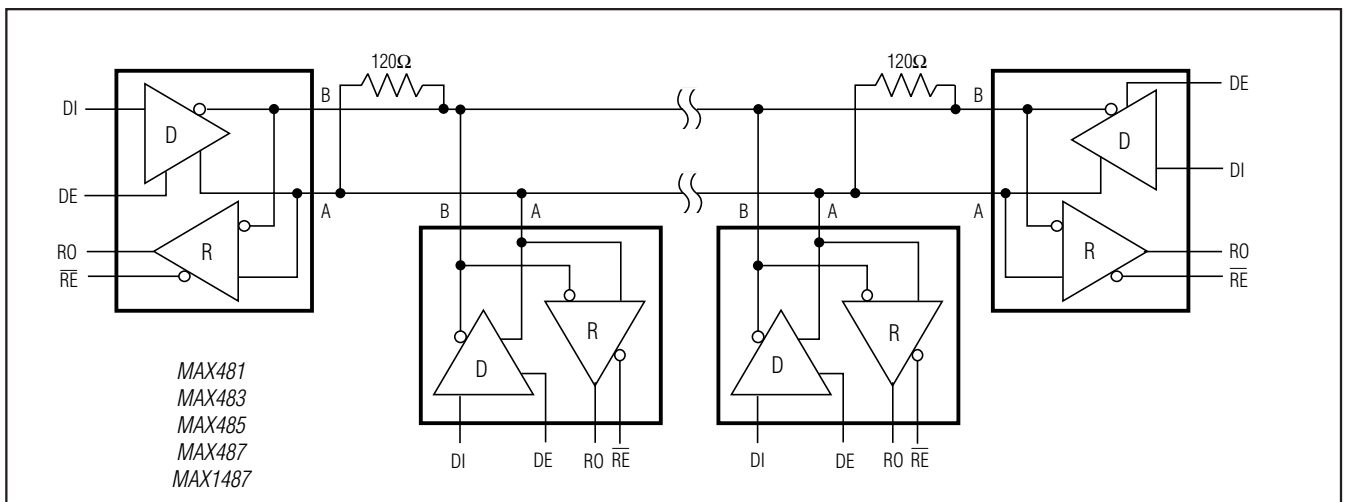 120Ω
120Ω
DI
D
B
B
D
DE
DE
A
A
DI
B
A
B
A
RO
R
R
RO
RE
RE
D
R
D
R
DI
DE
RO
RE
DI
DE
RO
RE
MAX481
MAX483
MAX485
MAX487
MAX1487